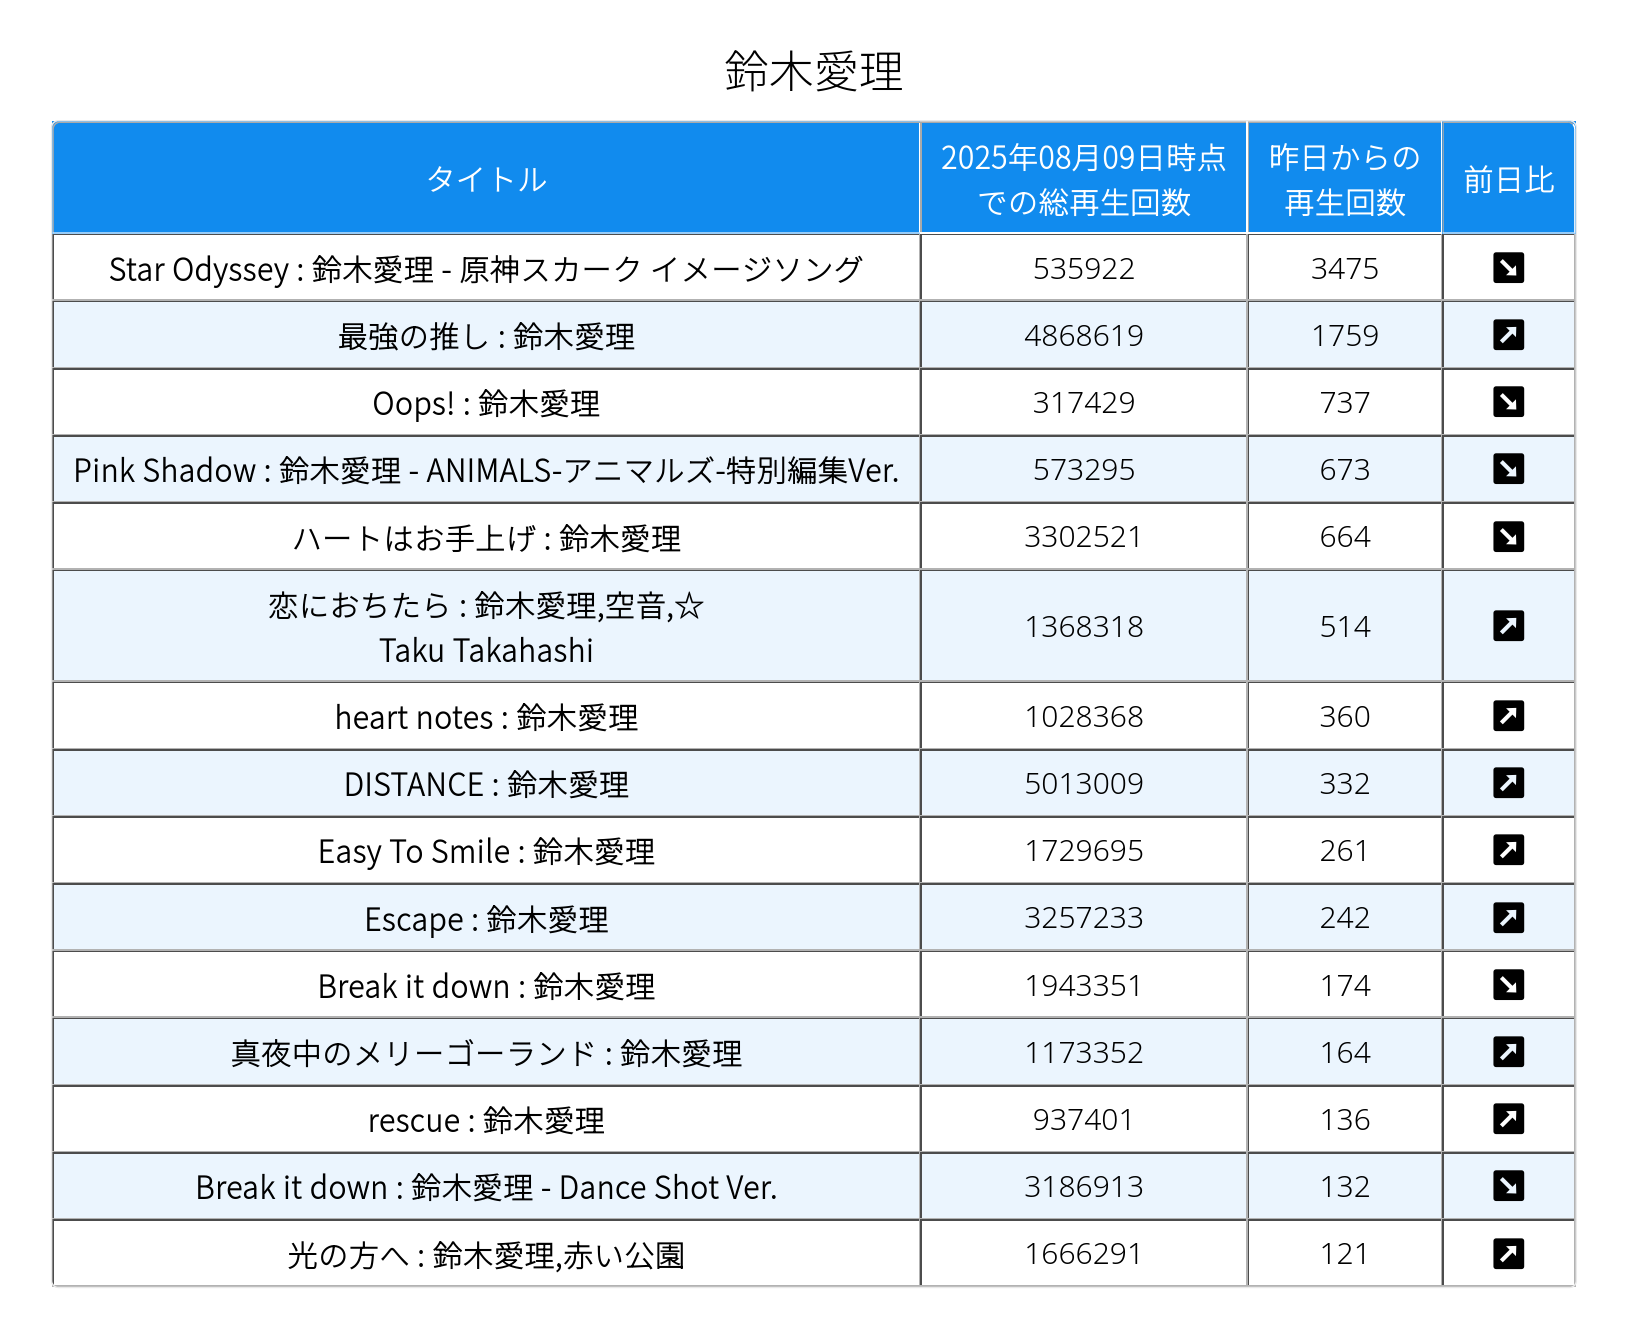 鈴木愛理
タイトル
2025年08月09日時点
での総再生回数
昨日からの
再生回数
前日比
Star Odyssey : 鈴木愛理 - 原神スカーク イメージソング 535922 3475
最強の推し : 鈴木愛理 4868619 1759
Oops! : 鈴木愛理 317429 737
Pink Shadow : 鈴木愛理 - ANIMALS-アニマルズ-特別編集Ver. 573295 673
ハートはお手上げ : 鈴木愛理 3302521 664
恋におちたら : 鈴木愛理,空音,☆
Taku Takahashi
1368318 514
heart notes : 鈴木愛理 1028368 360
DISTANCE : 鈴木愛理 5013009 332
Easy To Smile : 鈴木愛理 1729695 261
Escape : 鈴木愛理 3257233 242
Break it down : 鈴木愛理 1943351 174
真夜中のメリーゴーランド : 鈴木愛理 1173352 164
rescue : 鈴木愛理 937401 136
Break it down : 鈴木愛理 - Dance Shot Ver. 3186913 132
光の方へ : 鈴木愛理,赤い公園 1666291 121